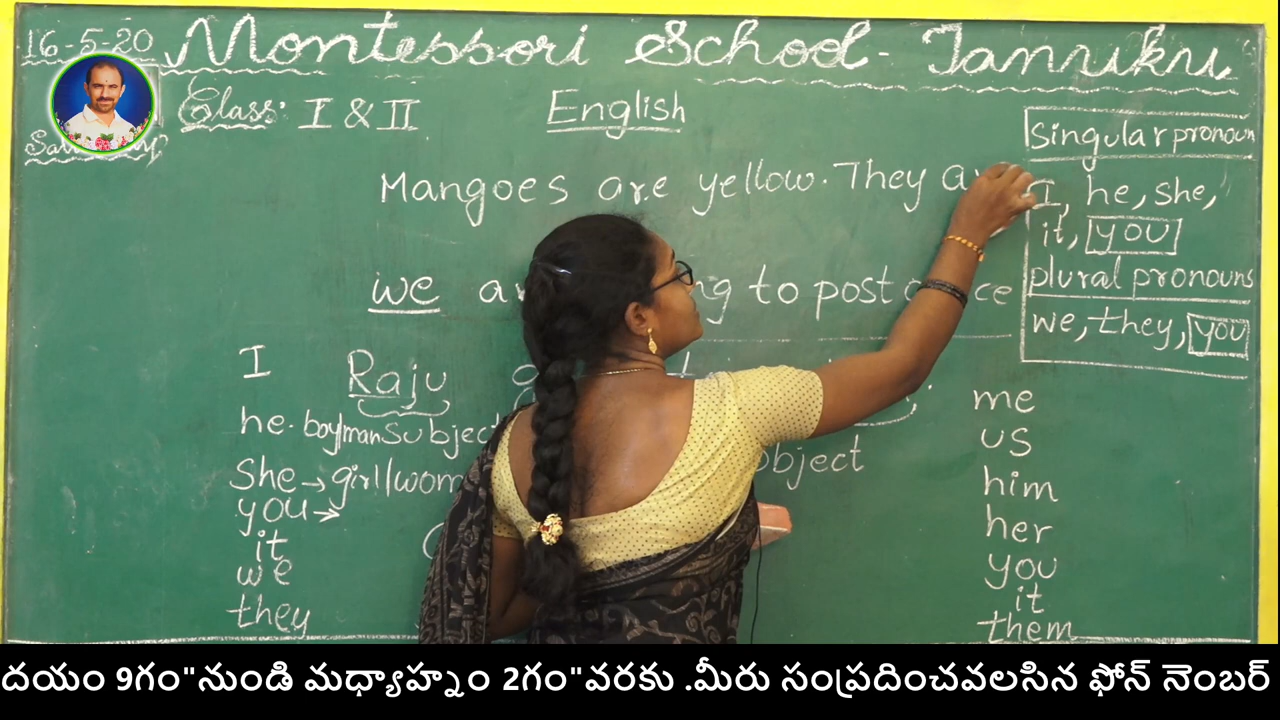 16-5-20 Montessori School - Tanuku
Class: I & II English
Singular pronoun
Mangoes are yellow. They
I, he, she,
it, you
we to post
plural pronouns
we, they, you
I Raju me
he. boy/man Subject us
object
She → girl/wom him
you → her
it you
we it
they them
దయం 9గం"నుండి మధ్యాహ్నం 2గం"వరకు .మీరు సంప్రదించవలసిన ఫోన్ నెంబర్